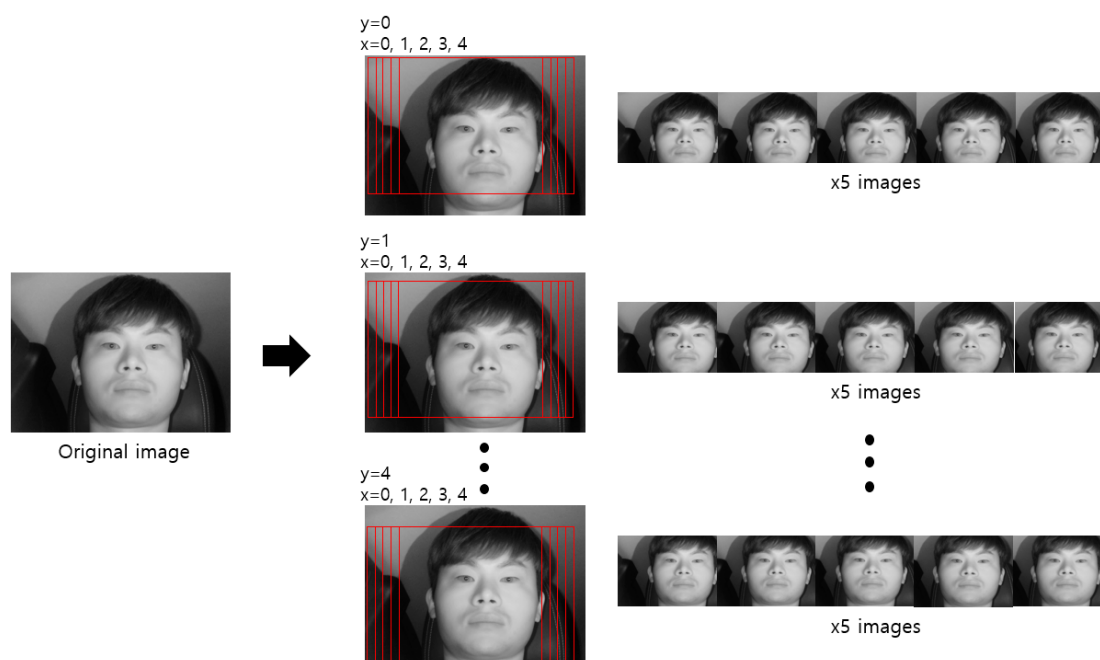 y=0
x=0, 1, 2, 3, 4
x5 images
y=1
x=0, 1, 2, 3, 4
Original image
x5 images
y=4
x=0, 1, 2, 3, 4
x5 images